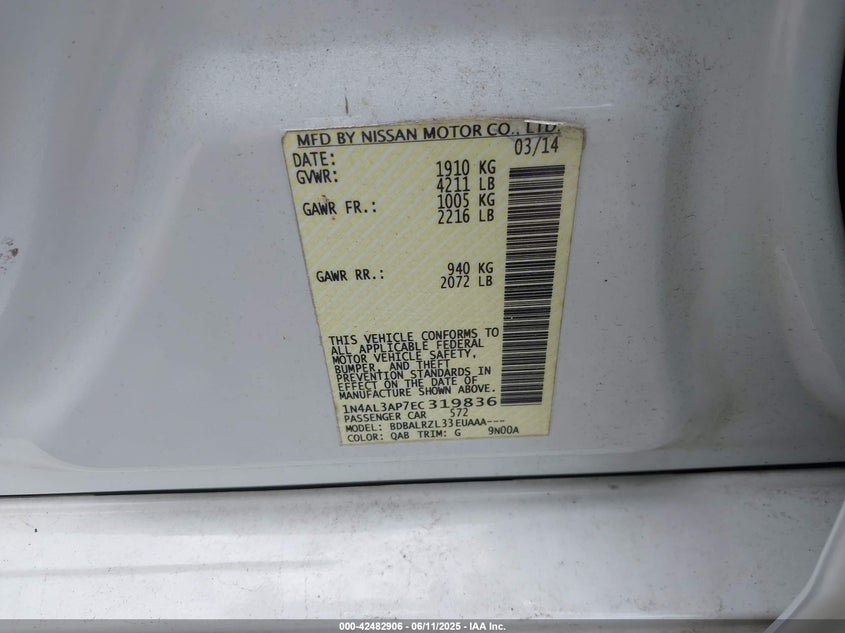 MFD BY NISSAN MOTOR CO., LTD.
DATE: 03/14
GVWR: 1910 KG
4211 LB
GAWR FR.: 1005 KG
2216 LB
GAWR RR.: 940 KG
2072 LB
THIS VEHICLE CONFORMS TO
ALL APPLICABLE FEDERAL
MOTOR VEHICLE SAFETY,
BUMPER, AND THEFT
PREVENTION STANDARDS IN
EFFECT ON THE DATE OF
MANUFACTURE SHOWN ABOVE.
1N4AL3AP7EC319836
PASSENGER CAR 572
MODEL: BDBALRZL33EUAAA---
COLOR: QAB TRIM: G 9N00A
000-42482906 - 06/11/2025 - IAA Inc.